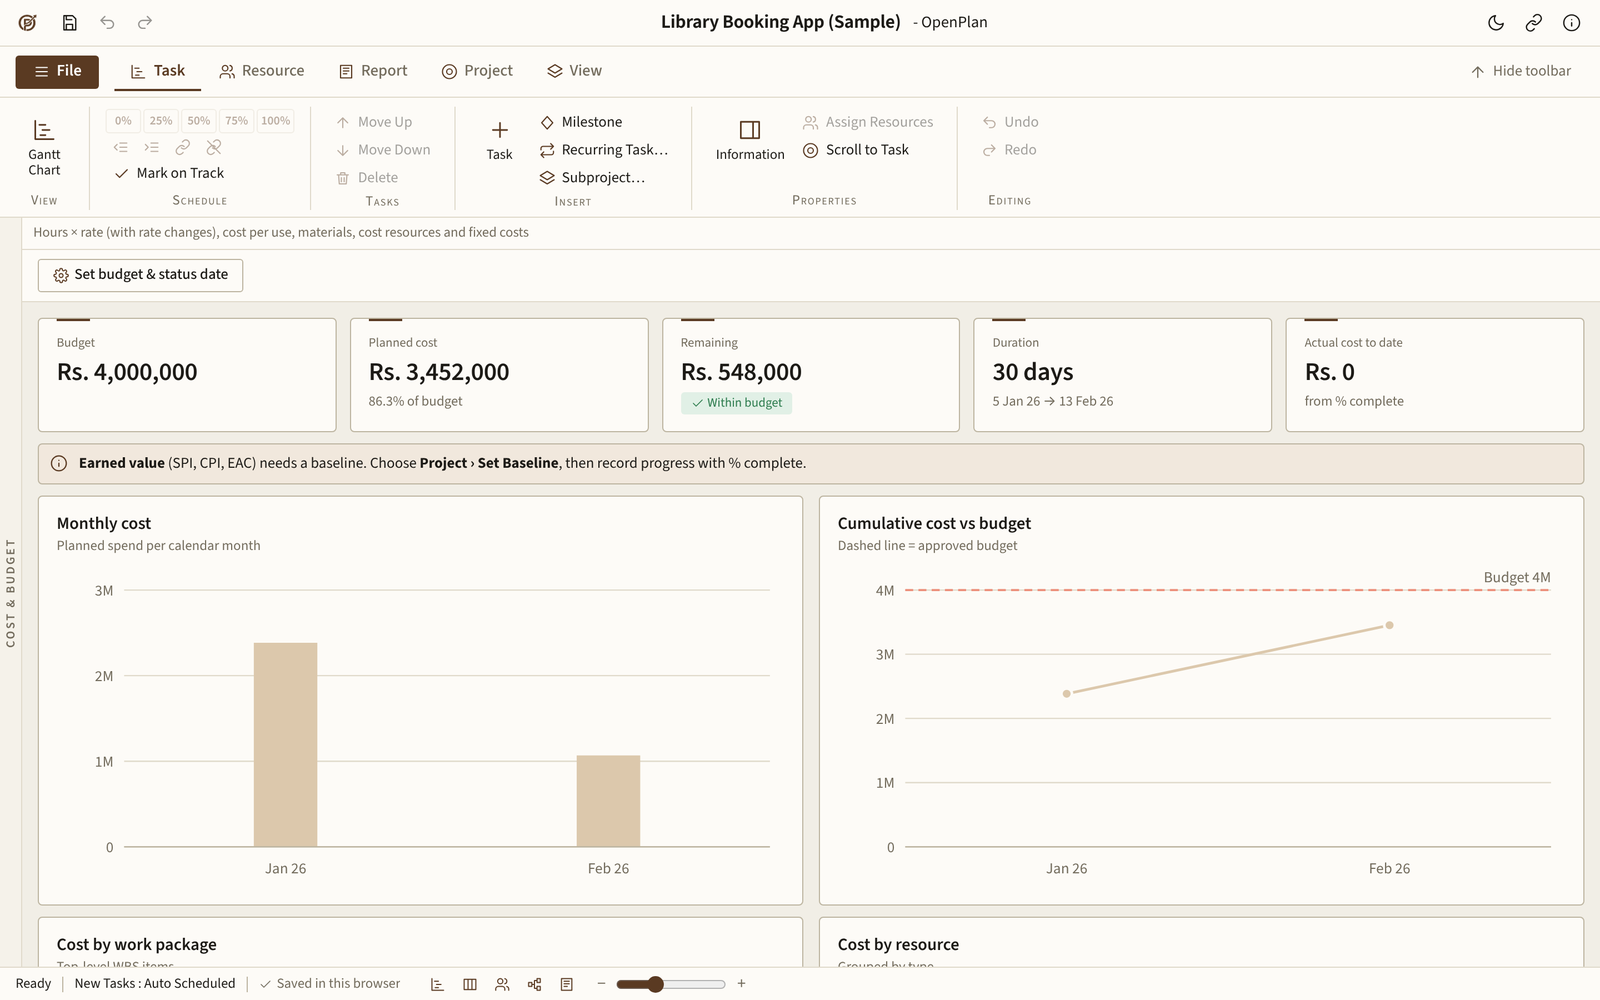 Library Booking App (Sample) - OpenPlan
File Task Resource Report Project View Hide toolbar
Gantt Chart
View
0% 25% 50% 75% 100%
Mark on Track
Schedule
Move Up
Move Down
Delete
Tasks
Task
Milestone
Recurring Task...
Subproject...
Insert
Information
Assign Resources
Scroll to Task
Properties
Undo
Redo
Editing
COST & BUDGET
Hours × rate (with rate changes), cost per use, materials, cost resources and fixed costs
Set budget & status date
Budget
Rs. 4,000,000
Planned cost
Rs. 3,452,000
86.3% of budget
Remaining
Rs. 548,000
Within budget
Duration
30 days
5 Jan 26 → 13 Feb 26
Actual cost to date
Rs. 0
from % complete
Earned value (SPI, CPI, EAC) needs a baseline. Choose Project › Set Baseline, then record progress with % complete.
Monthly cost
Planned spend per calendar month
3M
2M
1M
0
Jan 26 Feb 26
Cumulative cost vs budget
Dashed line = approved budget
Budget 4M
4M
3M
2M
1M
0
Jan 26 Feb 26
Cost by work package
Top-level WBS items
Cost by resource
Grouped by type
Ready New Tasks : Auto Scheduled Saved in this browser